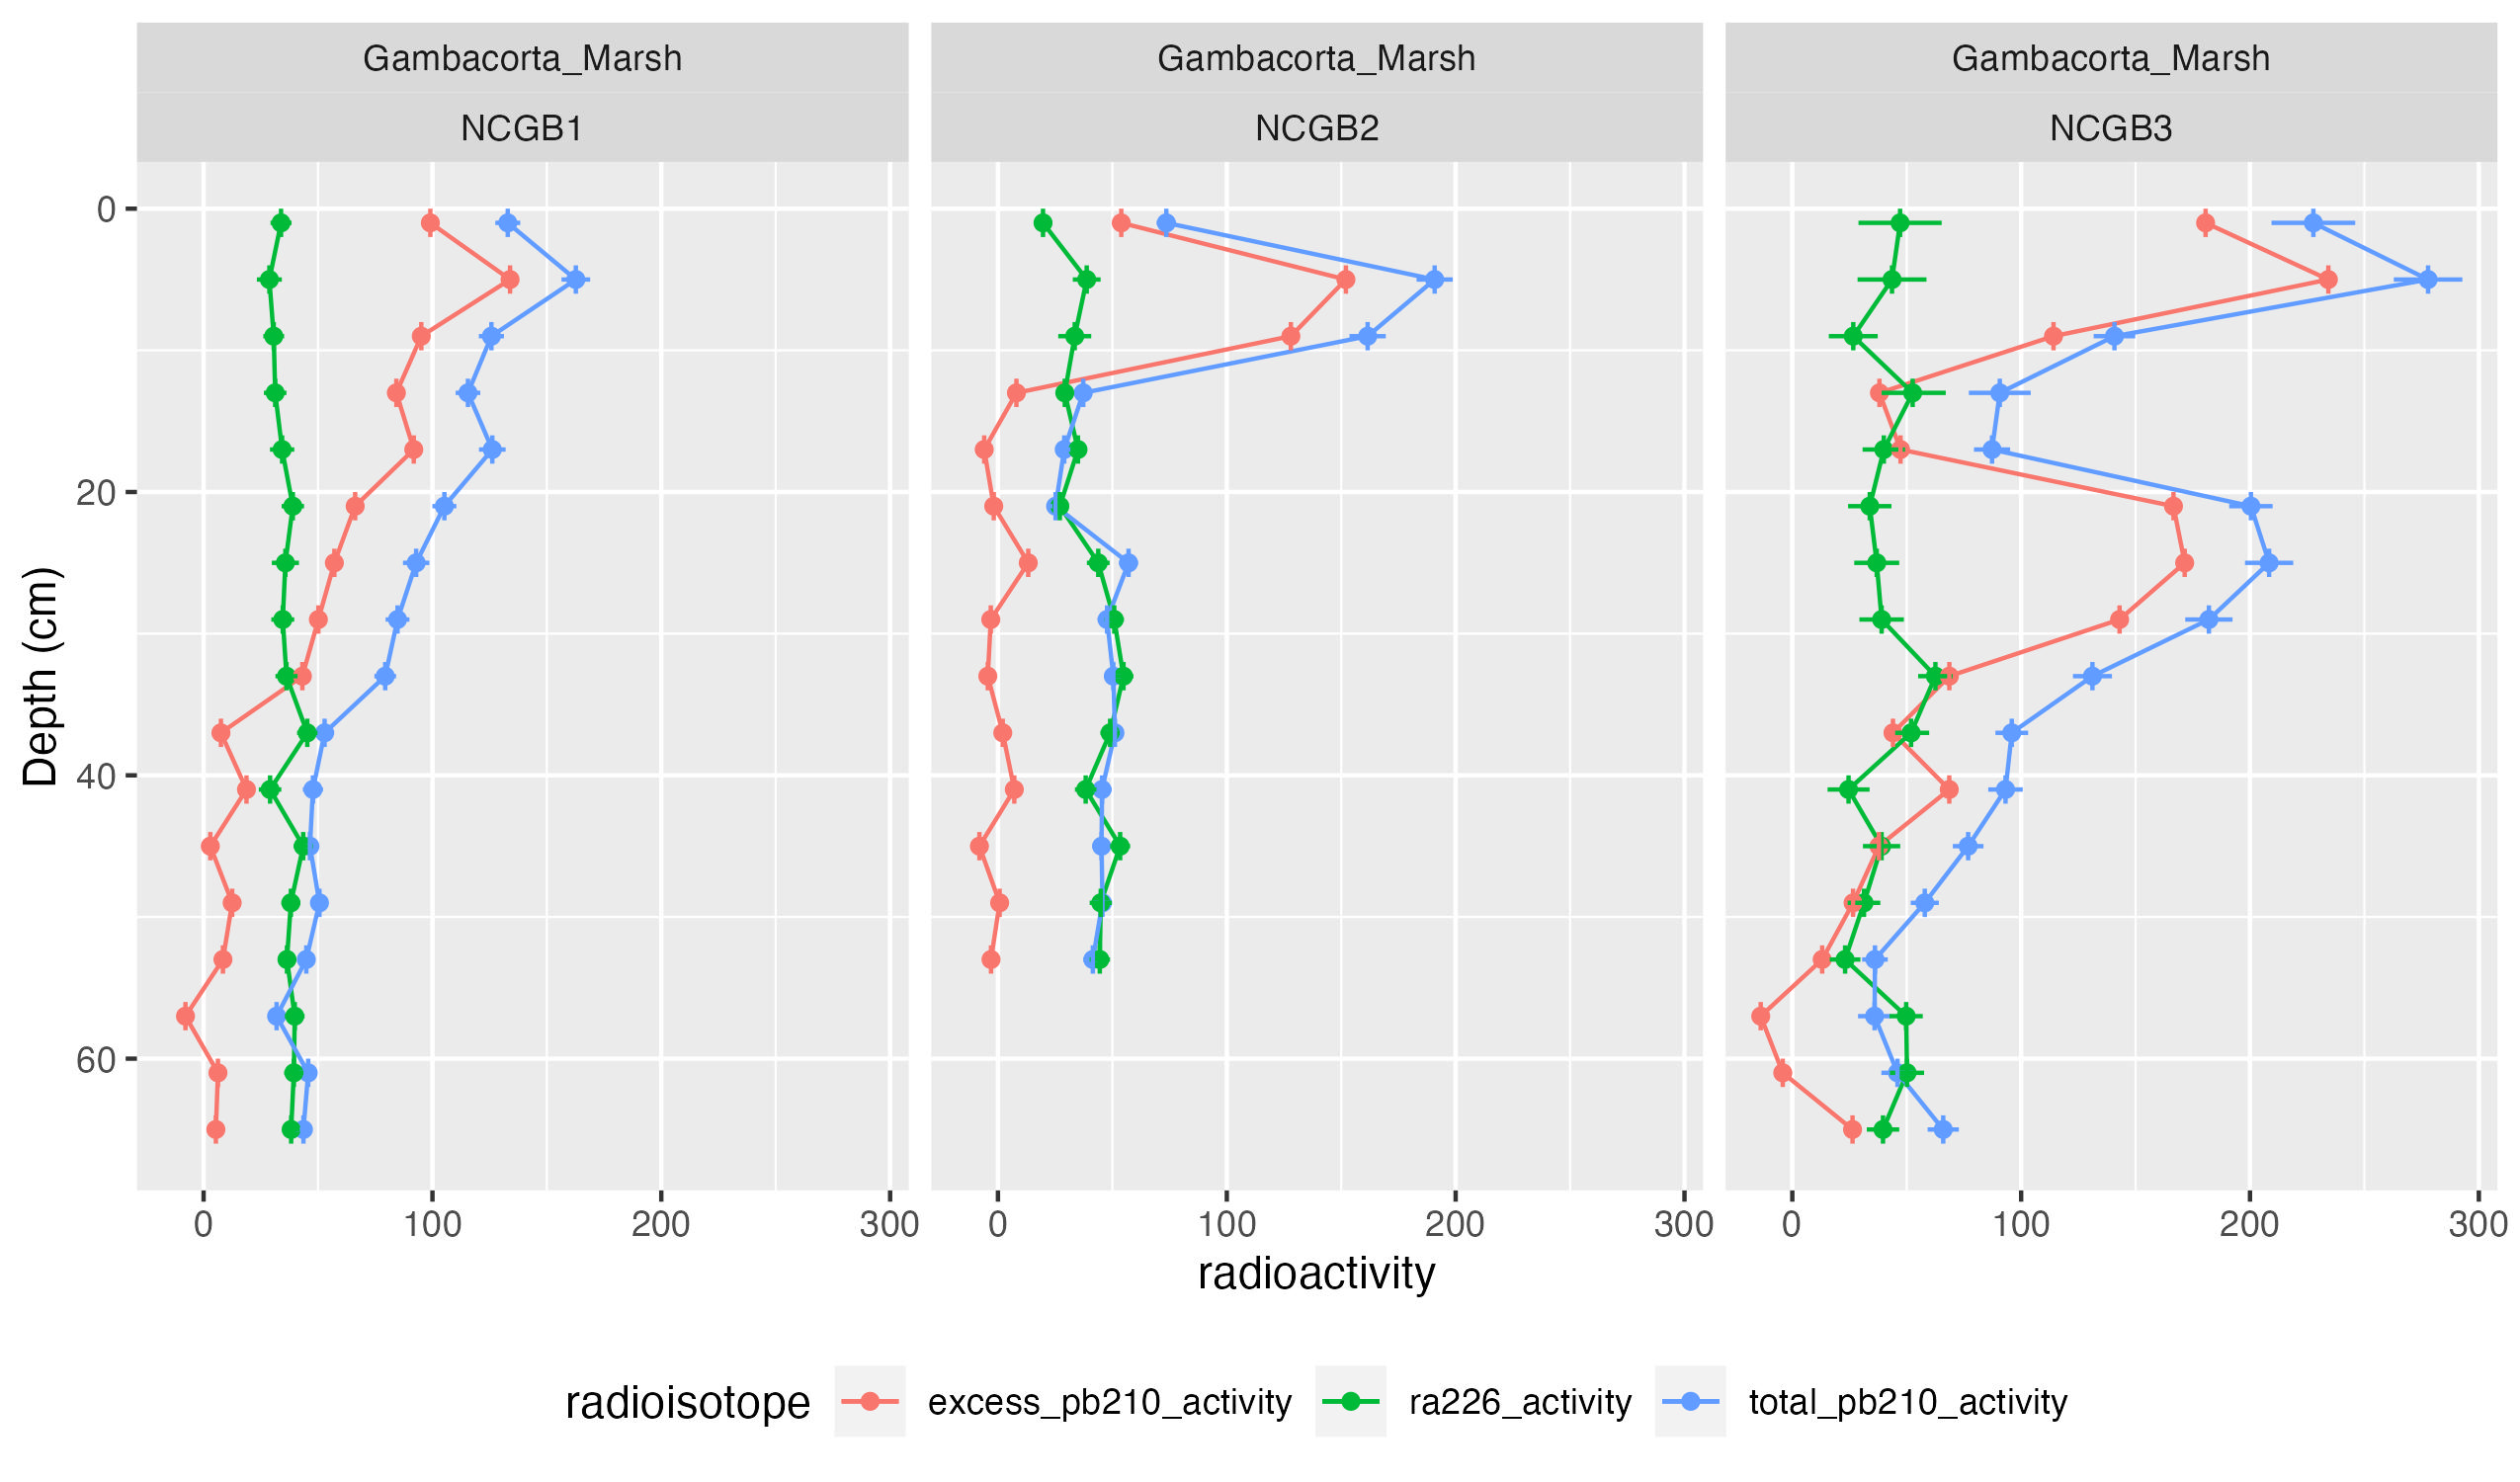 Gambacorta_Marsh Gambacorta_Marsh Gambacorta_Marsh
NCGB1 NCGB2 NCGB3
0
20
40
60
Depth (cm)
0 100 200 300 0 100 200 300 0 100 200 300
radioactivity
radioisotope excess_pb210_activity ra226_activity total_pb210_activity